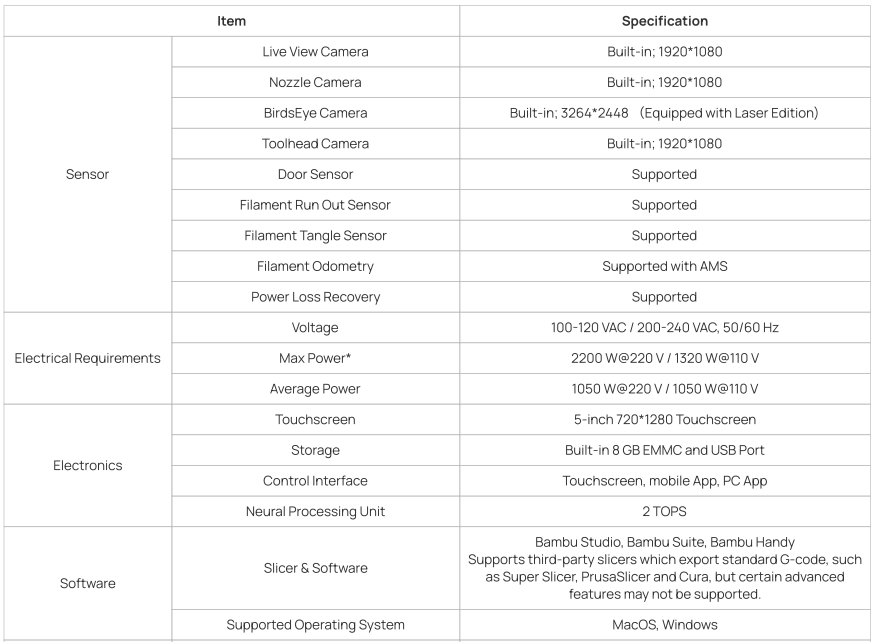 Item Specification
Sensor
Live View Camera Built-in; 1920*1080
Nozzle Camera Built-in; 1920*1080
BirdsEye Camera Built-in; 3264*2448 (Equipped with Laser Edition)
Toolhead Camera Built-in; 1920*1080
Door Sensor Supported
Filament Run Out Sensor Supported
Filament Tangle Sensor Supported
Filament Odometry Supported with AMS
Power Loss Recovery Supported
Electrical Requirements
Voltage 100-120 VAC / 200-240 VAC, 50/60 Hz
Max Power* 2200 W@220 V / 1320 W@110 V
Average Power 1050 W@220 V / 1050 W@110 V
Electronics
Touchscreen 5-inch 720*1280 Touchscreen
Storage Built-in 8 GB EMMC and USB Port
Control Interface Touchscreen, mobile App, PC App
Neural Processing Unit 2 TOPS
Software
Slicer & Software
Bambu Studio, Bambu Suite, Bambu Handy
Supports third-party slicers which export standard G-code, such
as Super Slicer, PrusaSlicer and Cura, but certain advanced
features may not be supported.
Supported Operating System MacOS, Windows